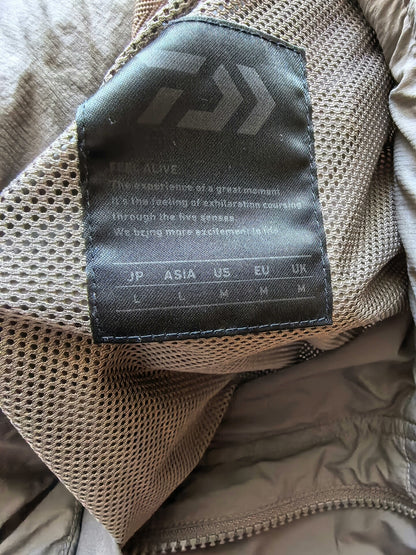 FEEL ALIVE
The experience of a great moment
It's the feeling of exhilaration coursing
through the five senses.
We bring more excitement to life.
JP ASIA US EU UK
L L M M M